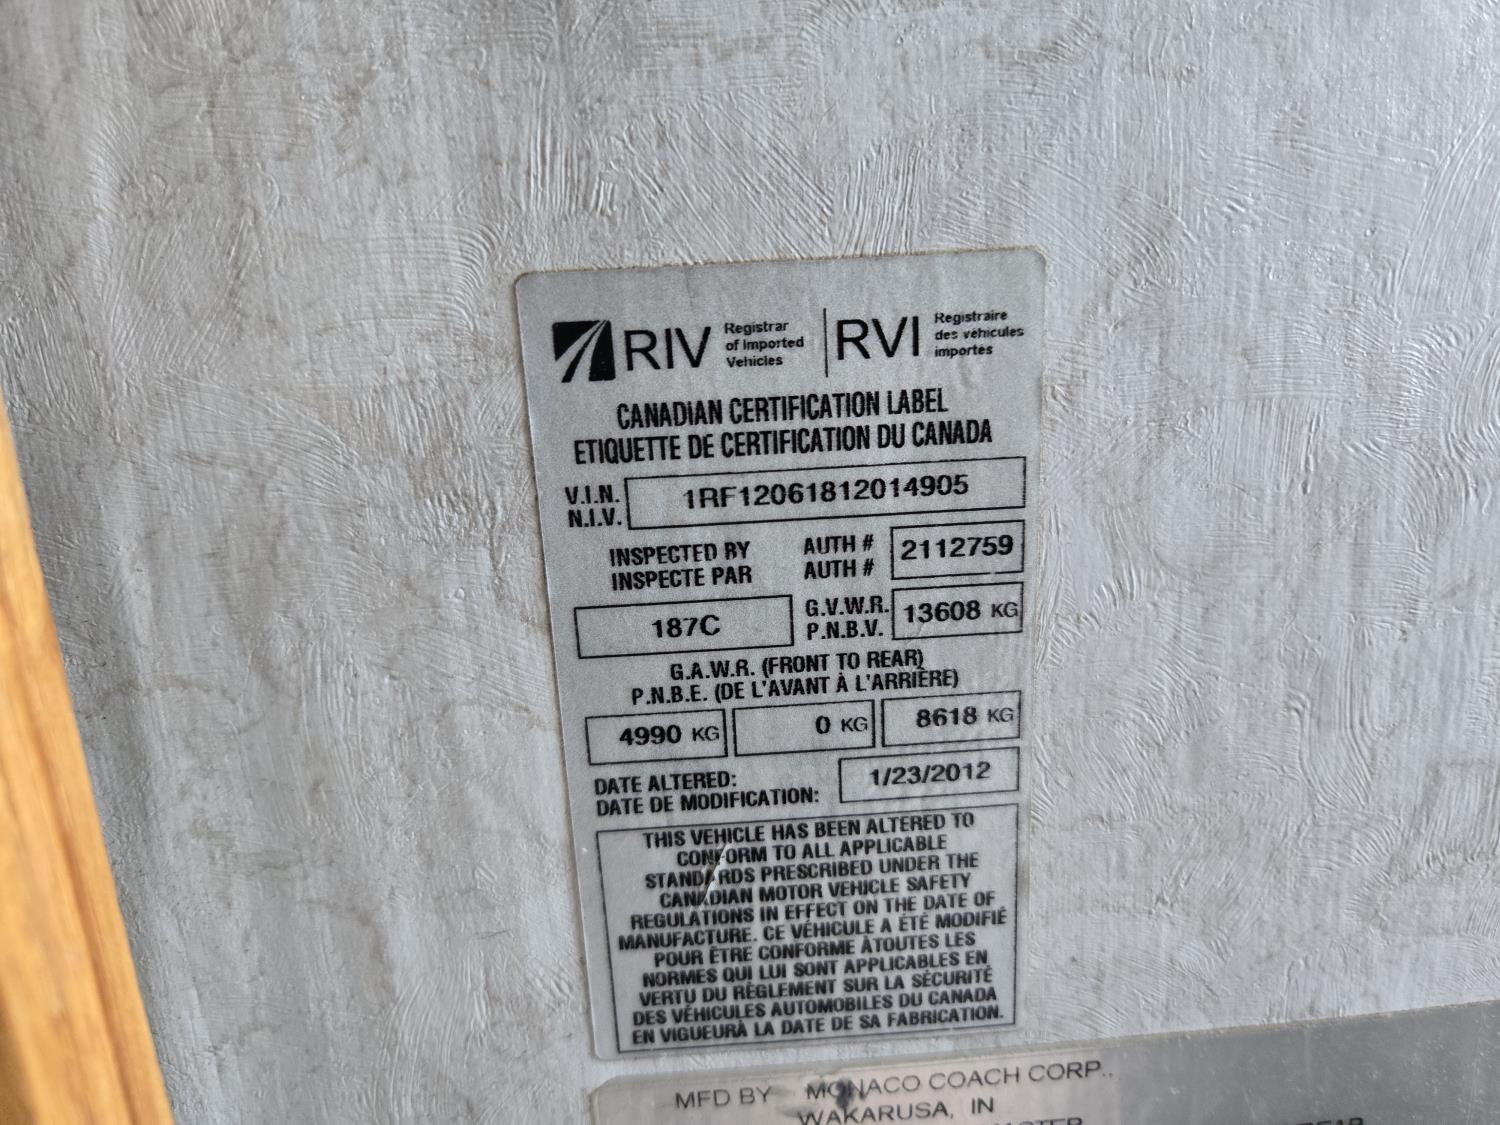 RIV Registrar of Imported Vehicles | RVI Registraire des véhicules importés
CANADIAN CERTIFICATION LABEL
ETIQUETTE DE CERTIFICATION DU CANADA
V.I.N. 1RF12061812014905
N.I.V.
INSPECTED BY AUTH # 2112759
INSPECTE PAR AUTH #
187C G.V.W.R. 13608 KG
P.N.B.V.
G.A.W.R. (FRONT TO REAR)
P.N.B.E. (DE L'AVANT À L'ARRIÈRE)
4990 KG 0 KG 8618 KG
DATE ALTERED: 1/23/2012
DATE DE MODIFICATION:
THIS VEHICLE HAS BEEN ALTERED TO
CONFORM TO ALL APPLICABLE
STANDARDS PRESCRIBED UNDER THE
CANADIAN MOTOR VEHICLE SAFETY
REGULATIONS IN EFFECT ON THE DATE OF
MANUFACTURE. CE VÉHICULE A ÉTÉ MODIFIÉ
POUR ÊTRE CONFORME ÀTOUTES LES
NORMES QUI LUI SONT APPLICABLES EN
VERTU DU RÈGLEMENT SUR LA SÉCURITÉ
DES VÉHICULES AUTOMOBILES DU CANADA
EN VIGUEURÀ LA DATE DE SA FABRICATION.
MFD BY MONACO COACH CORP.,
WAKARUSA, IN